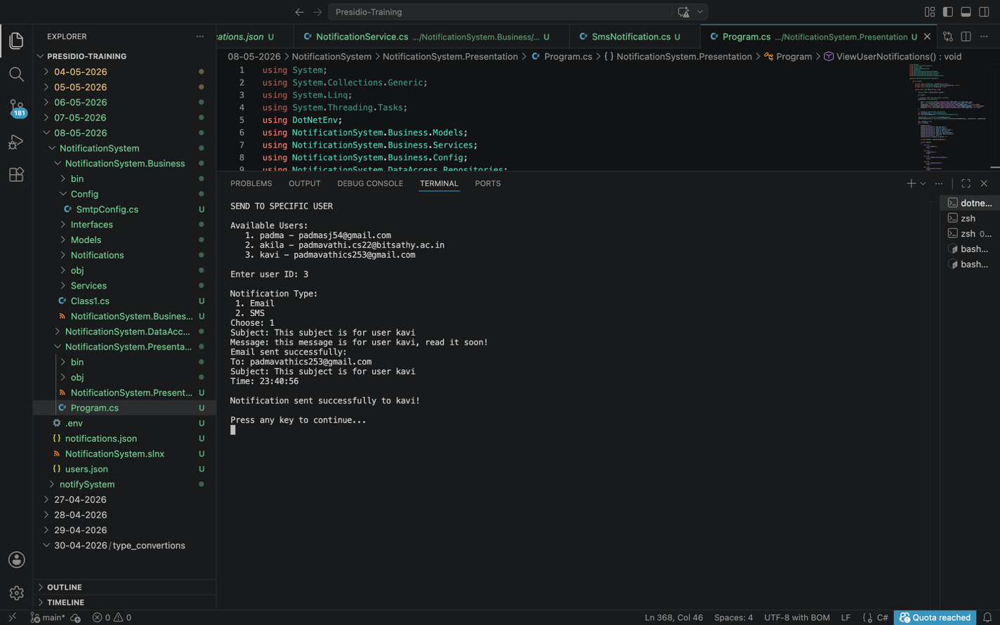 Presidio-Training
EXPLORER
PRESIDIO-TRAINING
04-05-2026
05-05-2026
06-05-2026
07-05-2026
08-05-2026
NotificationSystem
NotificationSystem.Business
bin
Config
SmtpConfig.cs U
Interfaces
Models
Notifications
obj
Services
Class1.cs U
NotificationSystem.Busines... U
NotificationSystem.DataAcc...
NotificationSystem.Presenta...
bin
obj
NotificationSystem.Present... U
Program.cs U
.env U
notifications.json U
NotificationSystem.slnx U
users.json U
notifySystem
27-04-2026
28-04-2026
29-04-2026
30-04-2026/type_convertions
OUTLINE
TIMELINE
181
cations.json U
NotificationService.cs .../NotificationSystem.Business/... U
SmsNotification.cs U
Program.cs .../NotificationSystem.Presentation U
08-05-2026 > NotificationSystem > NotificationSystem.Presentation > Program.cs > {} NotificationSystem.Presentation > Program > ViewUserNotifications() : void
1 using System;
2 using System.Collections.Generic;
3 using System.Linq;
4 using System.Threading.Tasks;
5 using DotNetEnv;
6 using NotificationSystem.Business.Models;
7 using NotificationSystem.Business.Services;
8 using NotificationSystem.Business.Config;
9 using NotificationSystem.DataAccess.Repositories;
PROBLEMS OUTPUT DEBUG CONSOLE TERMINAL PORTS
SEND TO SPECIFIC USER
Available Users:
1. padma – padmasj54@gmail.com
2. akila – padmavathi.cs22@bitsathy.ac.in
3. kavi – padmavathics253@gmail.com
Enter user ID: 3
Notification Type:
1. Email
2. SMS
Choose: 1
Subject: This subject is for user kavi
Message: this message is for user kavi, read it soon!
Email sent successfully:
To: padmavathics253@gmail.com
Subject: This subject is for user kavi
Time: 23:40:56
Notification sent successfully to kavi!
Press any key to continue...
dotne...
zsh
zsh 0...
bash...
bash...
main* 0 0
Ln 368, Col 46 Spaces: 4 UTF-8 with BOM LF {} C# Quota reached